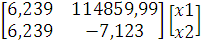 [6,239 114859,99] [x1]
[6,239 −7,123] [x2]